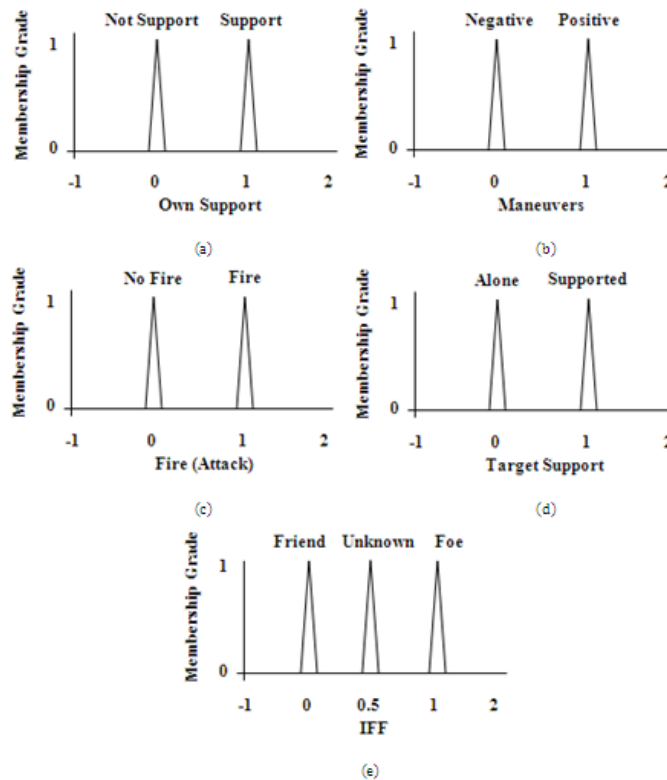 Not Support Support
Membership Grade
1
0
-1 0 1 2
Own Support
(a)
Negative Positive
Membership Grade
1
0
-1 0 1 2
Maneuvers
(b)
No Fire Fire
Membership Grade
1
0
-1 0 1 2
Fire (Attack)
(c)
Alone Supported
Membership Grade
1
0
-1 0 1 2
Target Support
(d)
Friend Unknown Foe
Membership Grade
1
0
-1 0 0.5 1 2
IFF
(e)